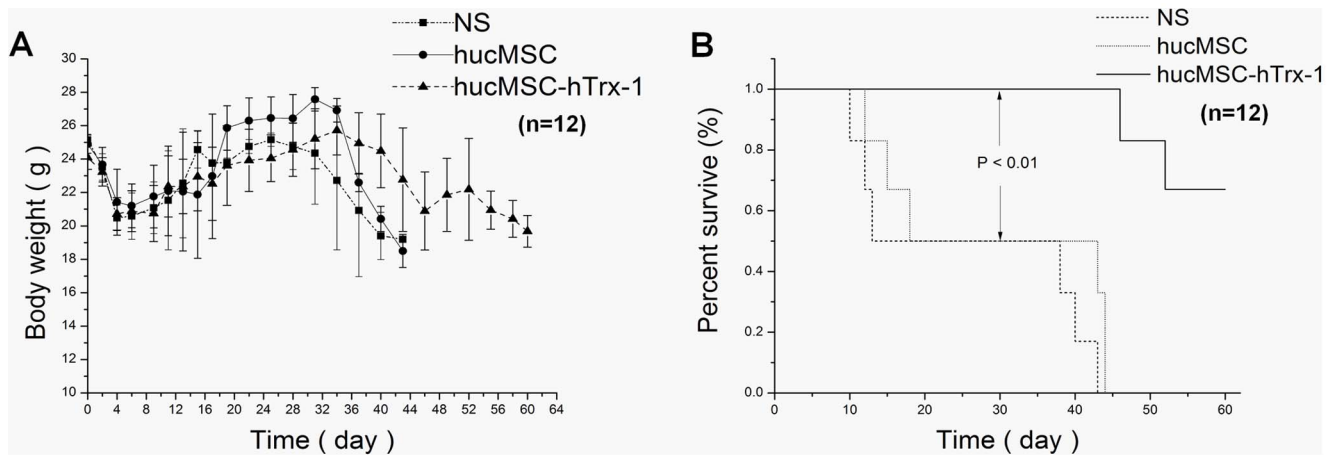 A
NS
hucMSC
hucMSC-hTrx-1
(n=12)
Body weight ( g )
30
28
26
24
22
20
18
16
14
12
10
0 4 8 12 16 20 24 28 32 36 40 44 48 52 56 60 64
Time ( day )
B
NS
hucMSC
hucMSC-hTrx-1
(n=12)
Percent survive (%)
1.0
0.8
0.6
0.4
0.2
0.0
P < 0.01
0 10 20 30 40 50 60
Time ( day )